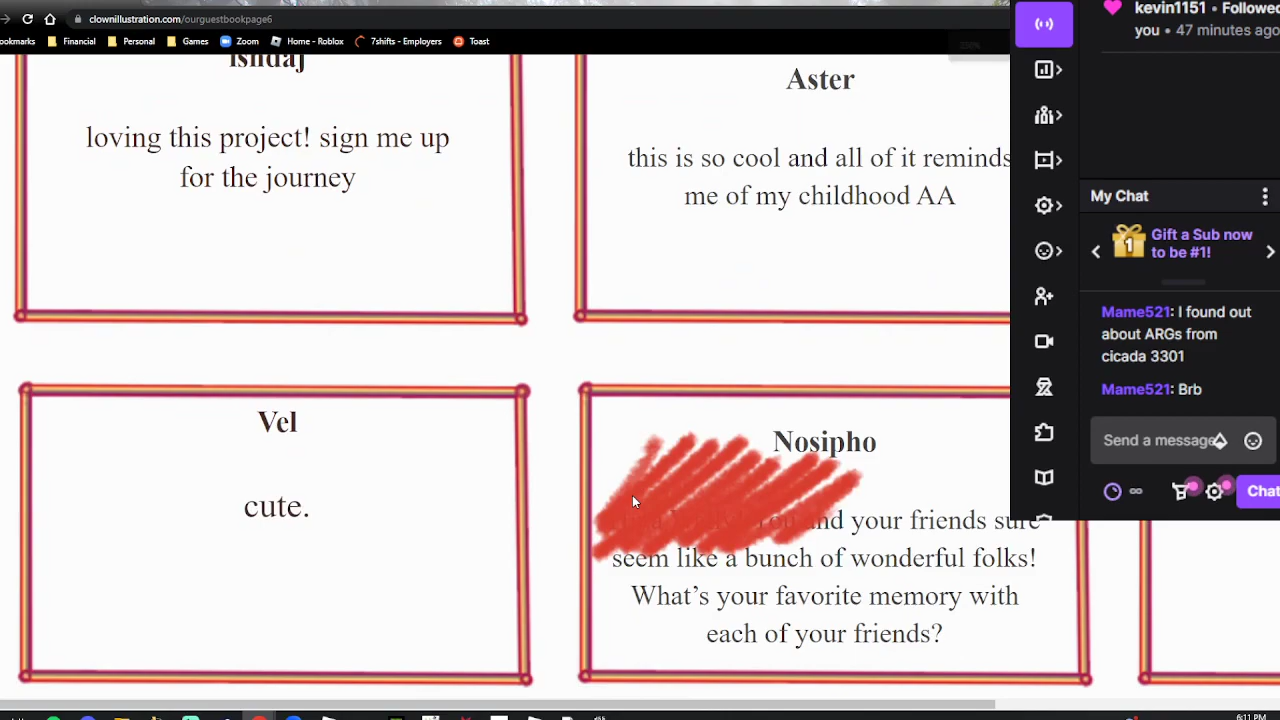 clownillustration.com/ourguestbookpage6
ookmarks
Financial
Personal
Games
Zoom
Home - Roblox
7shifts - Employers
Toast
Ishdaj
loving this project! sign me up
for the journey
Aster
this is so cool and all of it reminds
me of my childhood AA
Vel
cute.
Nosipho
You and your friends sure
seem like a bunch of wonderful folks!
What's your favorite memory with
each of your friends?
kevin1151 • Followed
you • 47 minutes ago
My Chat
1
Gift a Sub now
to be #1!
Mame521: I found out
about ARGs from
cicada 3301
Mame521: Brb
Send a message
Chat
6:11 PM